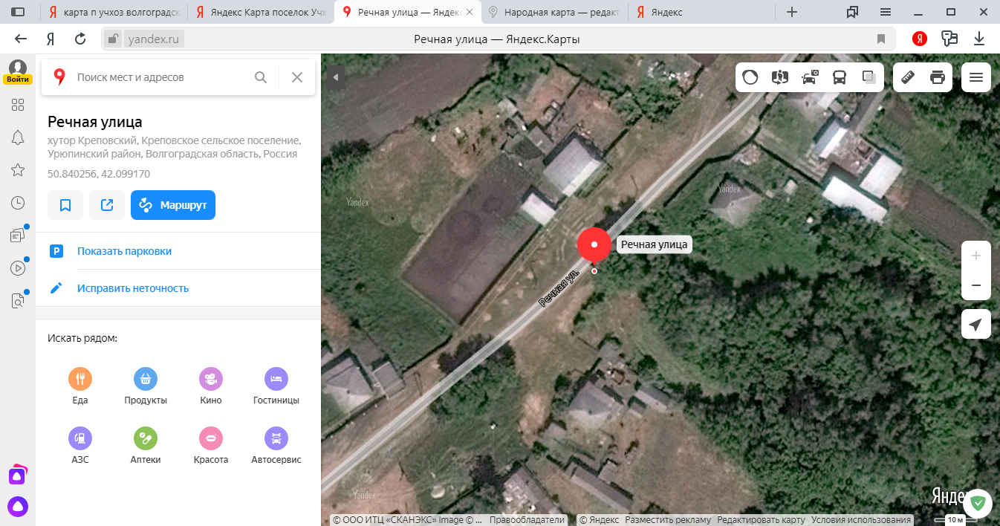 карта п учхоз волгоградск
Яндекс Карта поселок Учх
Речная улица — Яндекс
Народная карта — редакт
Яндекс
yandex.ru
Речная улица — Яндекс.Карты
Войти
Поиск мест и адресов
Речная улица
хутор Креповский, Креповское сельское поселение,
Урюпинский район, Волгоградская область, Россия
50.840256, 42.099170
Маршрут
P
Показать парковки
Исправить неточность
Искать рядом:
Еда
Продукты
Кино
Гостиницы
АЗС
Аптеки
Красота
Автосервис
Yandex
Yandex
Речная улица
Речная ул.
Yandex
Яндe
© ООО ИТЦ «СКАНЭКС» Image © ...
Правообладатели
© Яндекс
Разместить рекламу
Редактировать карту
Условия использования
10 м